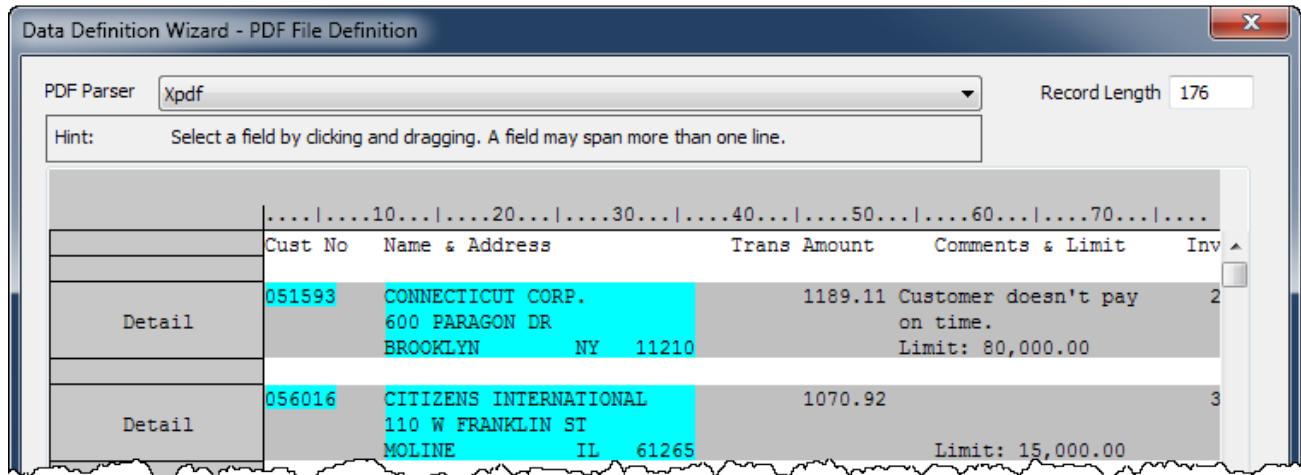 Data Definition Wizard - PDF File Definition
PDF Parser Xpdf Record Length 176
Hint: Select a field by clicking and dragging. A field may span more than one line.
....|....10...|....20...|....30...|....40...|....50...|....60...|....70...|....
Cust No Name & Address Trans Amount Comments & Limit Inv
051593 CONNECTICUT CORP. 1189.11 Customer doesn't pay 2
Detail 600 PARAGON DR on time.
BROOKLYN NY 11210 Limit: 80,000.00
056016 CITIZENS INTERNATIONAL 1070.92 3
Detail 110 W FRANKLIN ST
MOLINE IL 61265 Limit: 15,000.00